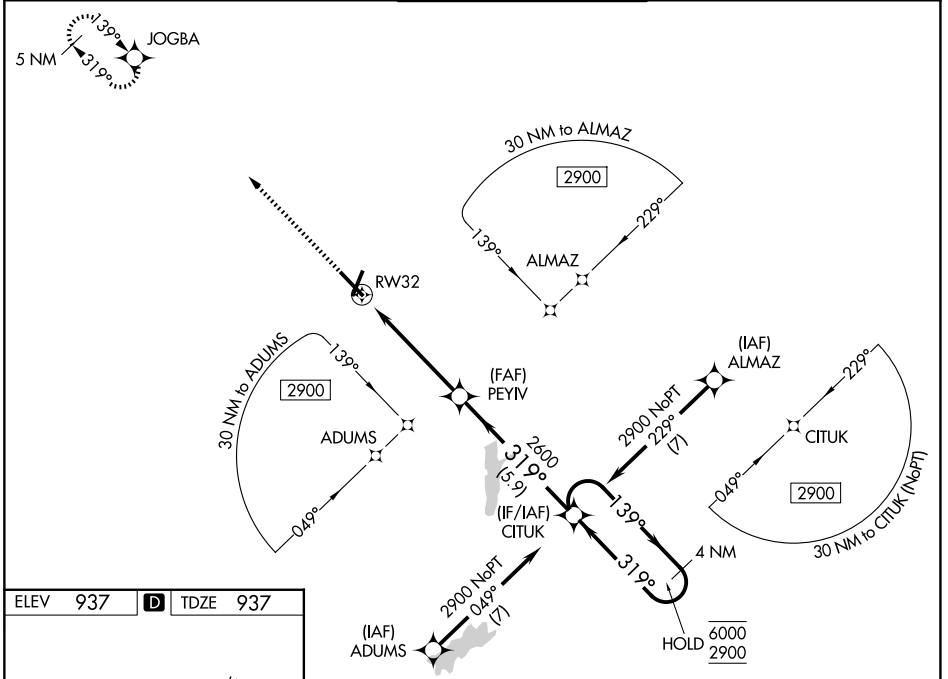 JOGBA
139°
5 NM
319°
30 NM to ALMAZ
2900
139°
229°
ALMAZ
RW32
30 NM to ADUMS
139°
2900
ADUMS
049°
(FAF)
PEYIV
(IAF)
ALMAZ
2900 NoPT
229°
(7)
229°
CITUK
049°
2900
30 NM to CITUK (NoPT)
2600
319°
(5.9)
(IF/IAF)
CITUK
139°
319°
4 NM
2900 NoPT
049°
(7)
(IAF)
ADUMS
HOLD
6000
2900
ELEV 937 D TDZE 937